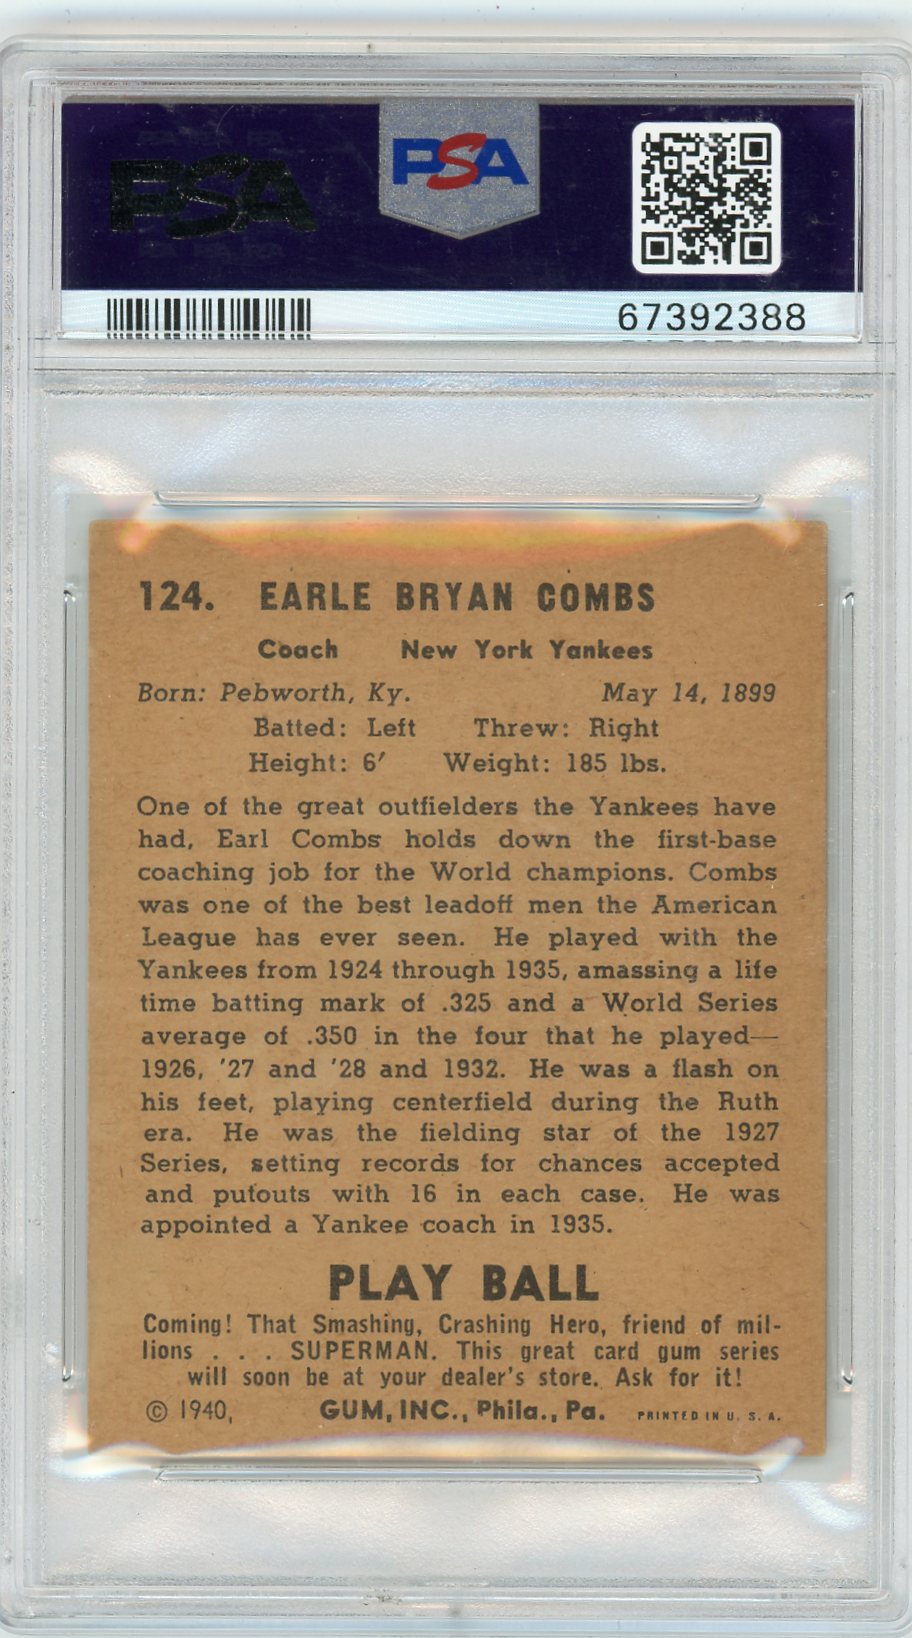 PSA
PSA
67392388
124. EARLE BRYAN COMBS
Coach New York Yankees
Born: Pebworth, Ky. May 14, 1899
Batted: Left Threw: Right
Height: 6′ Weight: 185 lbs.
One of the great outfielders the Yankees have
had, Earl Combs holds down the first-base
coaching job for the World champions. Combs
was one of the best leadoff men the American
League has ever seen. He played with the
Yankees from 1924 through 1935, amassing a life
time batting mark of .325 and a World Series
average of .350 in the four that he played—
1926, '27 and '28 and 1932. He was a flash on
his feet, playing centerfield during the Ruth
era. He was the fielding star of the 1927
Series, setting records for chances accepted
and putouts with 16 in each case. He was
appointed a Yankee coach in 1935.
PLAY BALL
Coming! That Smashing, Crashing Hero, friend of mil-
lions . . . SUPERMAN. This great card gum series
will soon be at your dealer's store. Ask for it!
© 1940, GUM, INC., Phila., Pa. PRINTED IN U. S. A.